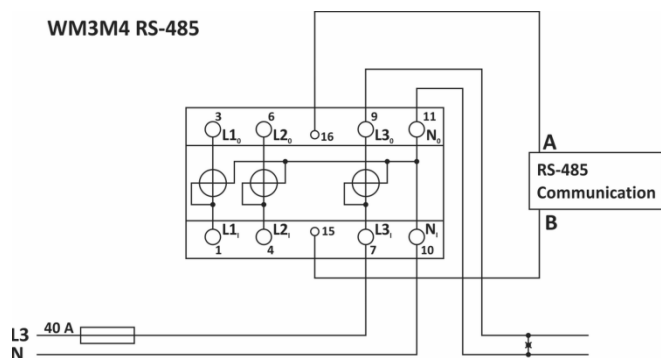 WM3M4 RS-485
3 6 9 11
L1₀ L2₀ 16 L3₀ N₀
A
RS-485
Communication
B
L1ᵢ L2ᵢ 15 L3ᵢ Nᵢ
1 4 7 10
L3 40 A
N